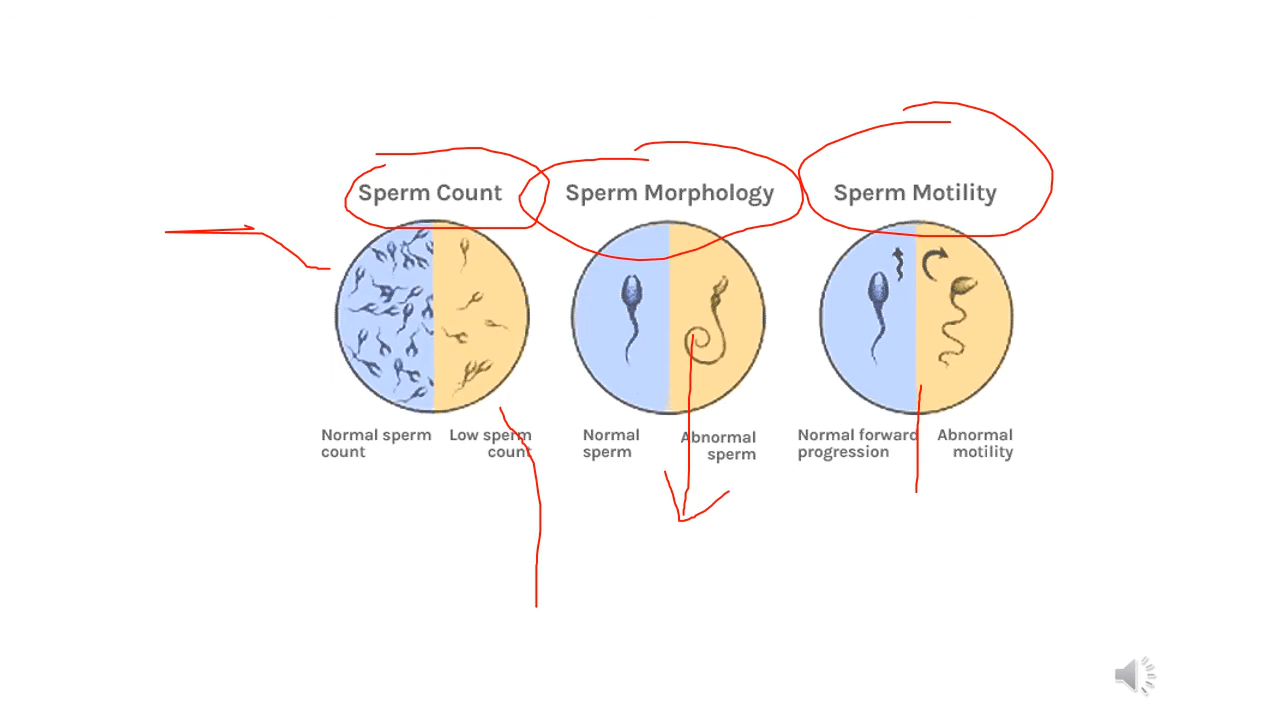 Sperm Count
Sperm Morphology
Sperm Motility
Normal sperm
count
Low sperm
count
Normal
sperm
Abnormal
sperm
Normal forward
progression
Abnormal
motility